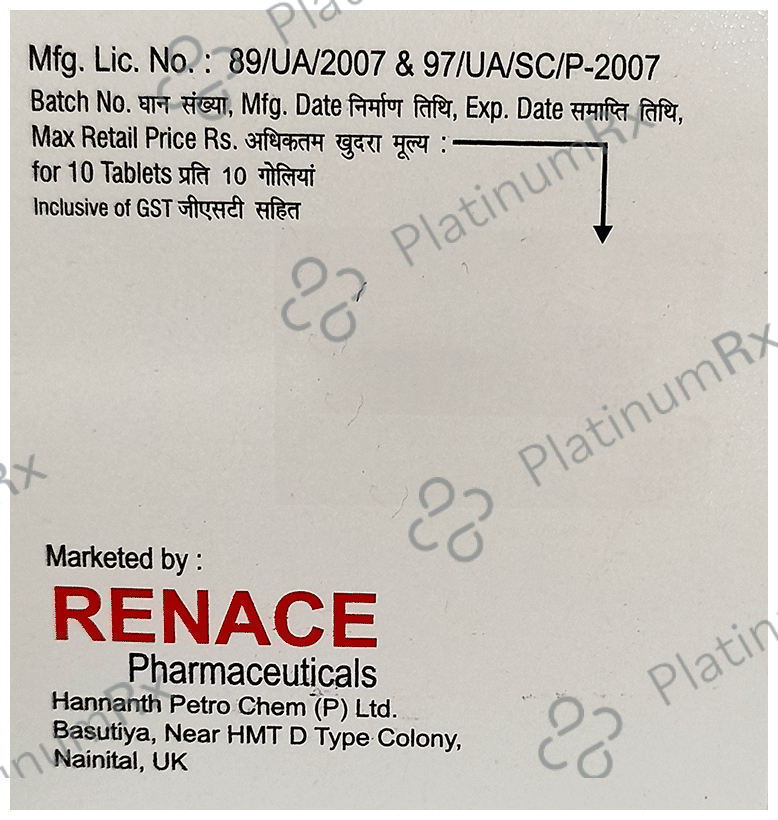 Mfg. Lic. No. : 89/UA/2007 & 97/UA/SC/P-2007
Batch No. घान संख्या, Mfg. Date निर्माण तिथि, Exp. Date समाप्ति तिथि,
Max Retail Price Rs. अधिकतम खुदरा मूल्य :
for 10 Tablets प्रति 10 गोलियां
Inclusive of GST जीएसटी सहित
Marketed by :
RENACE
Pharmaceuticals
Hannanth Petro Chem (P) Ltd.
Basutiya, Near HMT D Type Colony,
Nainital, UK
PlatinumRx
PlatinumRx